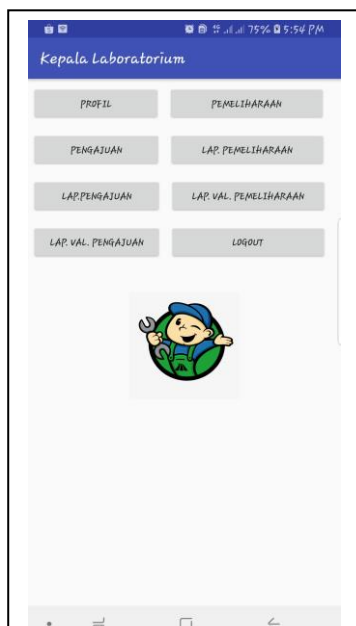 75% 5:54 PM
Kepala Laboratorium
PROFIL
PEMELIHARAAN
PENGAJUAN
LAP. PEMELIHARAAN
LAP.PENGAJUAN
LAP. VAL. PEMELIHARAAN
LAP. VAL. PENGAJUAN
LOGOUT